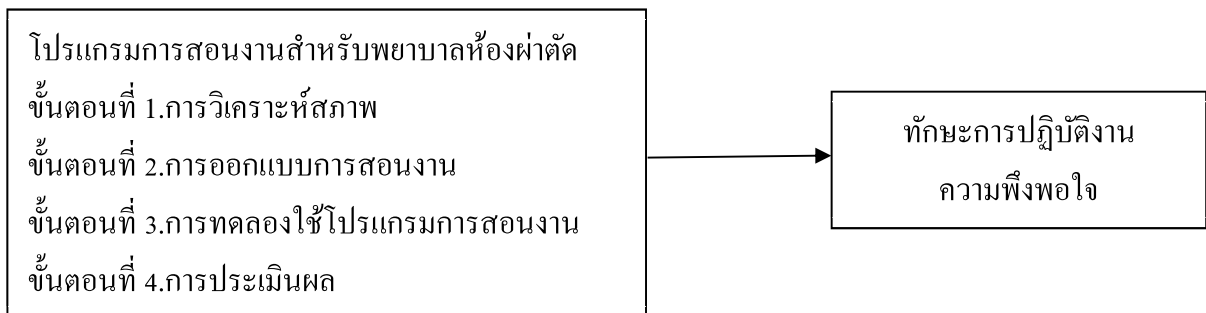 โปรแกรมการสอนงานสำหรับพยาบาลห้องผ่าตัด
ขั้นตอนที่ 1.การวิเคราะห์สภาพ
ขั้นตอนที่ 2.การออกแบบการสอนงาน
ขั้นตอนที่ 3.การทดลองใช้โปรแกรมการสอนงาน
ขั้นตอนที่ 4.การประเมินผล
ทักษะการปฏิบัติงาน
ความพึงพอใจ